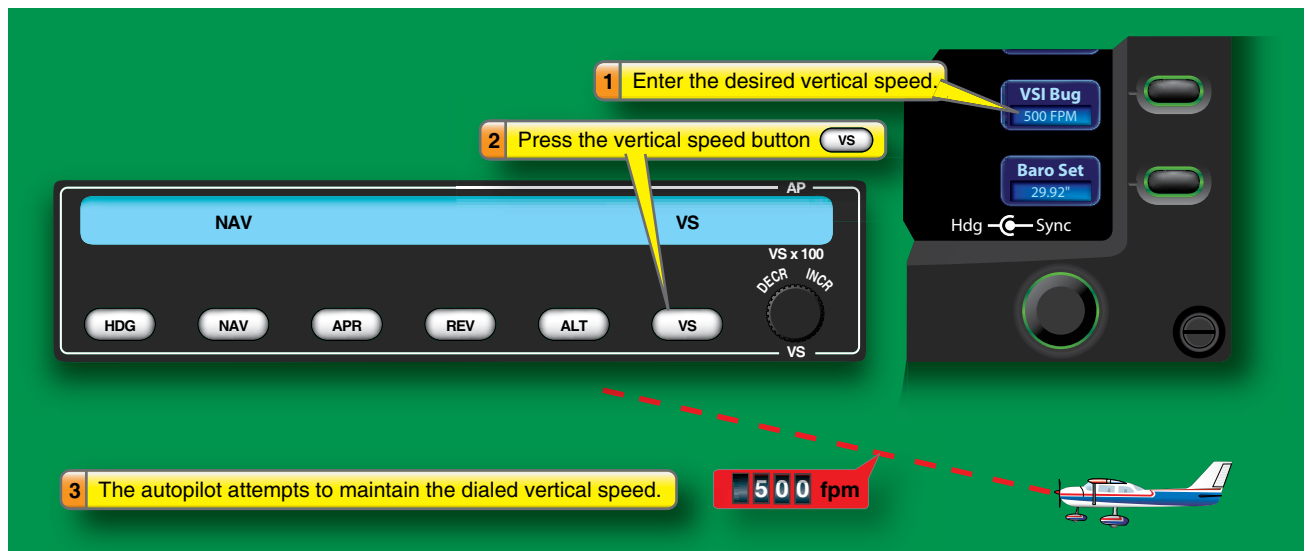 1 Enter the desired vertical speed.
VSI Bug
500 FPM
2 Press the vertical speed button VS
Baro Set
29.92"
Hdg Sync
AP
NAV VS
VS x 100
DECR INCR
HDG NAV APR REV ALT VS
VS
3 The autopilot attempts to maintain the dialed vertical speed.
500 fpm